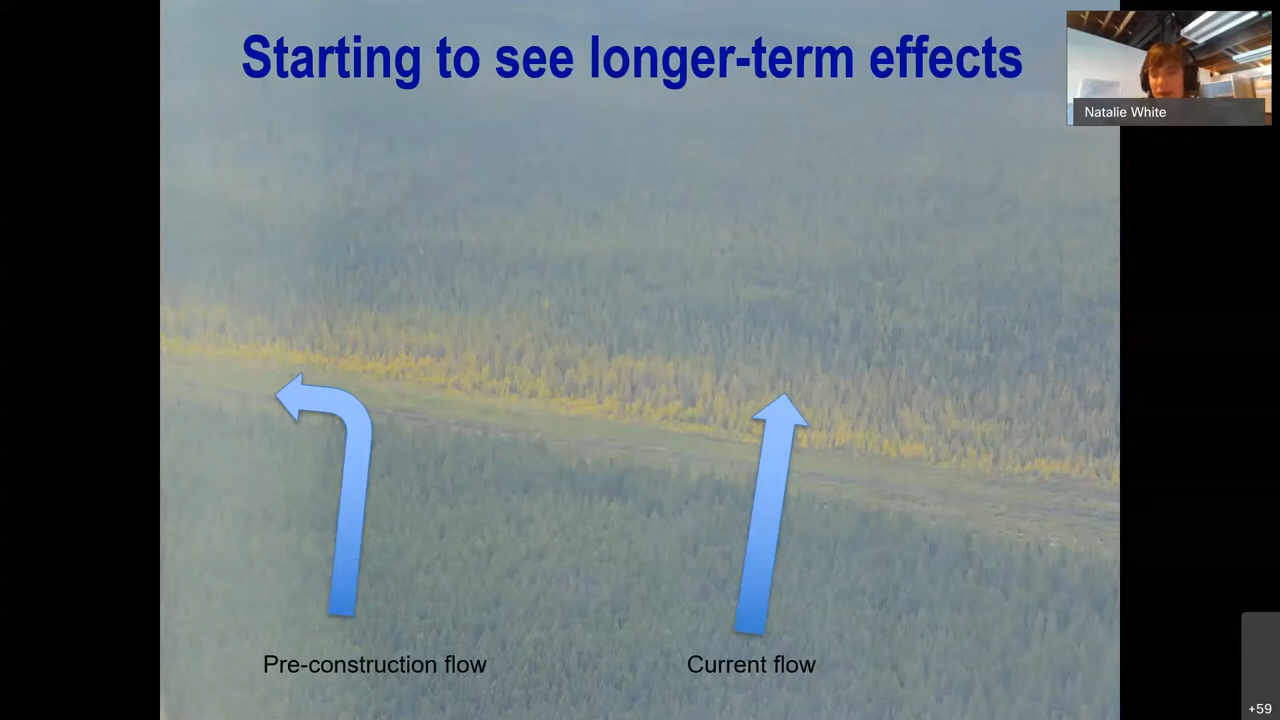 Starting to see longer-term effects
Natalie White
Pre-construction flow
Current flow
+59